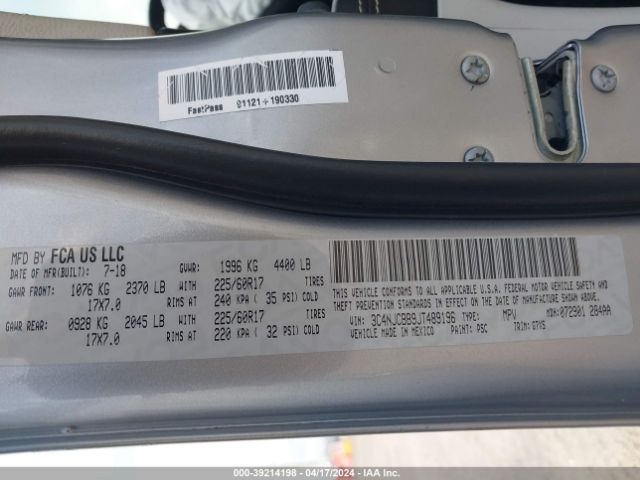 FastPass 91121 + 190330
MFD BY FCA US LLC
DATE OF MFR(BUILT): 7-18 GVWR: 1996 KG 4400 LB
GAWR FRONT: 1076 KG 2370 LB WITH 225/60R17 TIRES
17X7.0 RIMS AT 240 KPA ( 35 PSI) COLD
GAWR REAR: 0928 KG 2045 LB WITH 225/60R17 TIRES
17X7.0 RIMS AT 220 KPA ( 32 PSI) COLD
THIS VEHICLE CONFORMS TO ALL APPLICABLE U.S.A. FEDERAL MOTOR VEHICLE SAFETY AND
THEFT PREVENTION STANDARDS IN EFFECT ON THE DATE OF MANUFACTURE SHOWN ABOVE
VIN: 3C4NJCBB9JT489196 TYPE: MPV MDH: 072901 284AA
VEHICLE MADE IN MEXICO PAINT: PSC TRIM:
000-39214198 - 04/17/2024 - IAA Inc.